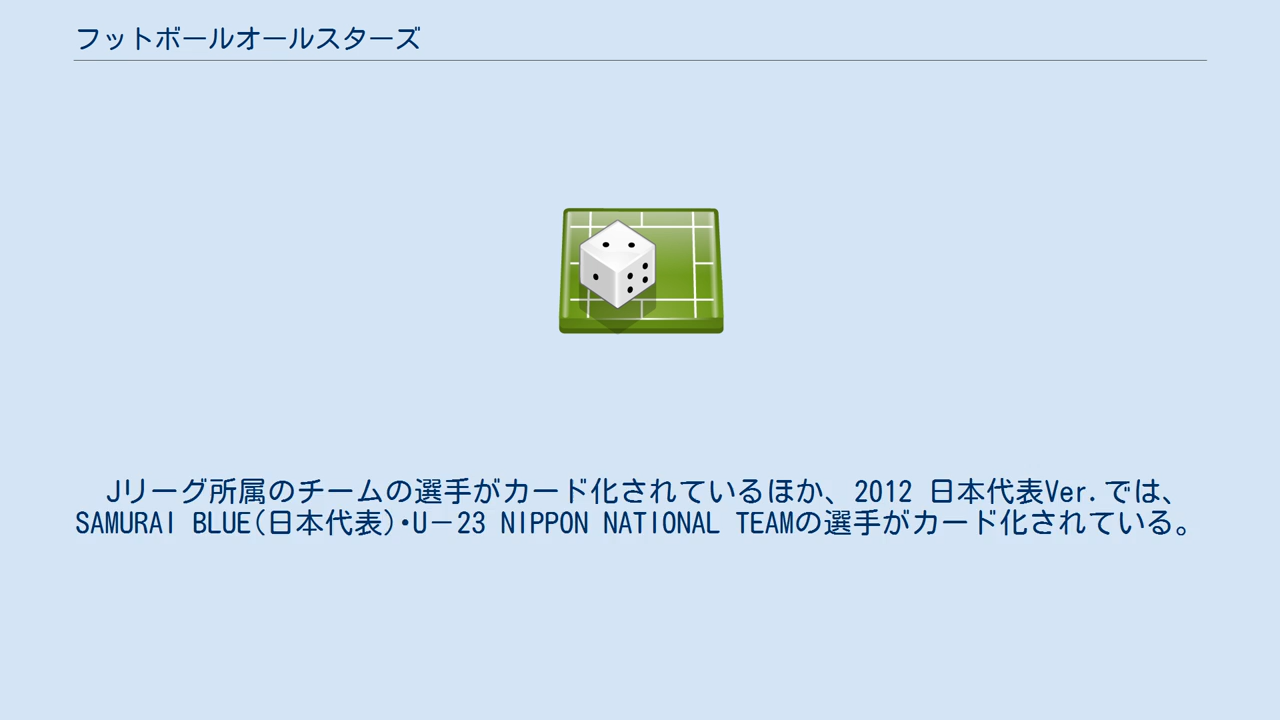 フットボールオールスターズ
Jリーグ所属のチームの選手がカード化されているほか、2012 日本代表Ver.では、
SAMURAI BLUE(日本代表)・U－23 NIPPON NATIONAL TEAMの選手がカード化されている。